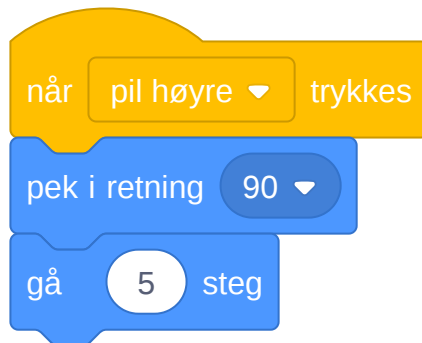 når pil høyre trykkes
pek i retning 90
gå 5 steg